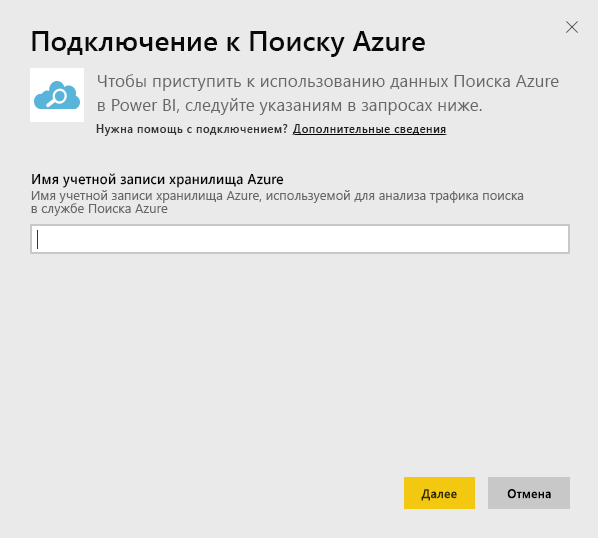 Подключение к Поиску Azure
Чтобы приступить к использованию данных Поиска Azure
в Power BI, следуйте указаниям в запросах ниже.
Нужна помощь с подключением? Дополнительные сведения
Имя учетной записи хранилища Azure
Имя учетной записи хранилища Azure, используемой для анализа трафика поиска
в службе Поиска Azure
Далее
Отмена